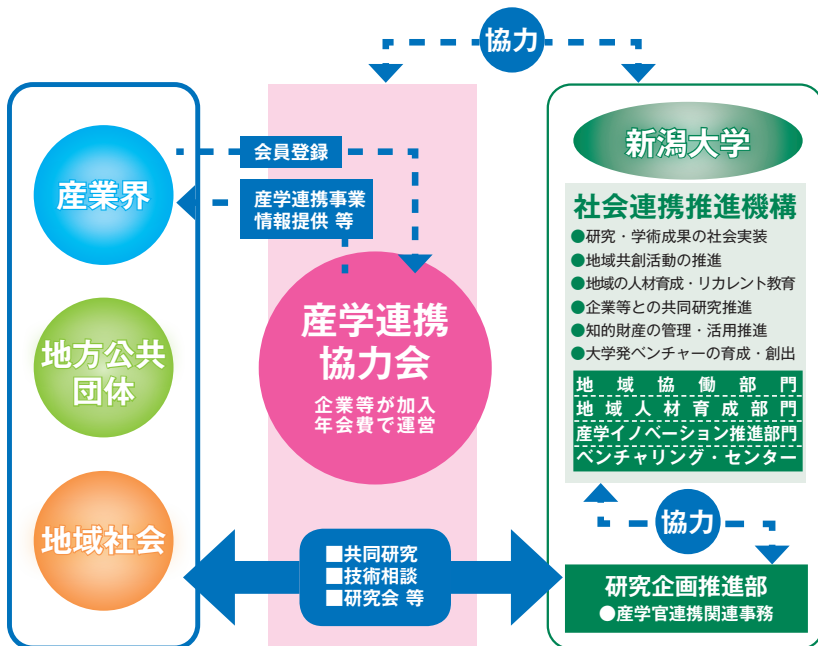 協力
産業界
地方公共
団体
地域社会
会員登録
産学連携事業
情報提供 等
産学連携
協力会
企業等が加入
年会費で運営
■共同研究
■技術相談
■研究会 等
新潟大学
社会連携推進機構
●研究・学術成果の社会実装
●地域共創活動の推進
●地域の人材育成・リカレント教育
●企業等との共同研究推進
●知的財産の管理・活用推進
●大学発ベンチャーの育成・創出
地域協働部門
地域人材育成部門
産学イノベーション推進部門
ベンチャリング・センター
協力
研究企画推進部
●産学官連携関連事務